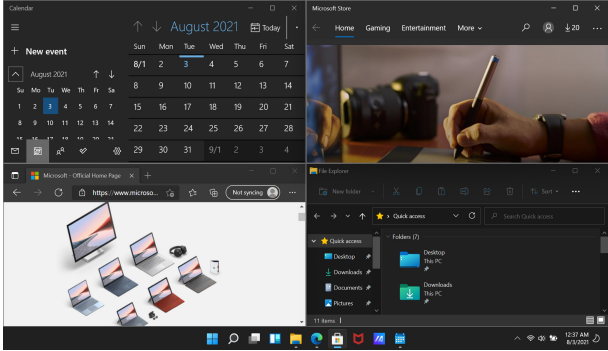 Calendar
August 2021
Today
New event
August 2021
Su Mo Tu We Th Fr Sa
1 2 3 4 5 6 7
8 9 10 11 12 13 14
Sun Mon Tue Wed Thu Fri Sat
8/1 2 3 4 5 6 7
8 9 10 11 12 13 14
15 16 17 18 19 20 21
22 23 24 25 26 27 28
29 30 31 9/1 2 3 4
Microsoft Store
Home Gaming Entertainment More
20
Microsoft - Official Home Page
https://www.microso...
Not syncing
File Explorer
New folder
Sort
Quick access
Search Quick access
Quick access
Desktop
Downloads
Documents
Pictures
Folders (7)
Desktop
This PC
Downloads
This PC
11 items
12:37 AM
8/3/2021